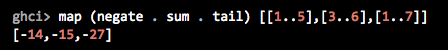 ghci> map (negate . sum . tail) [[1..5],[3..6],[1..7]]
[-14,-15,-27]